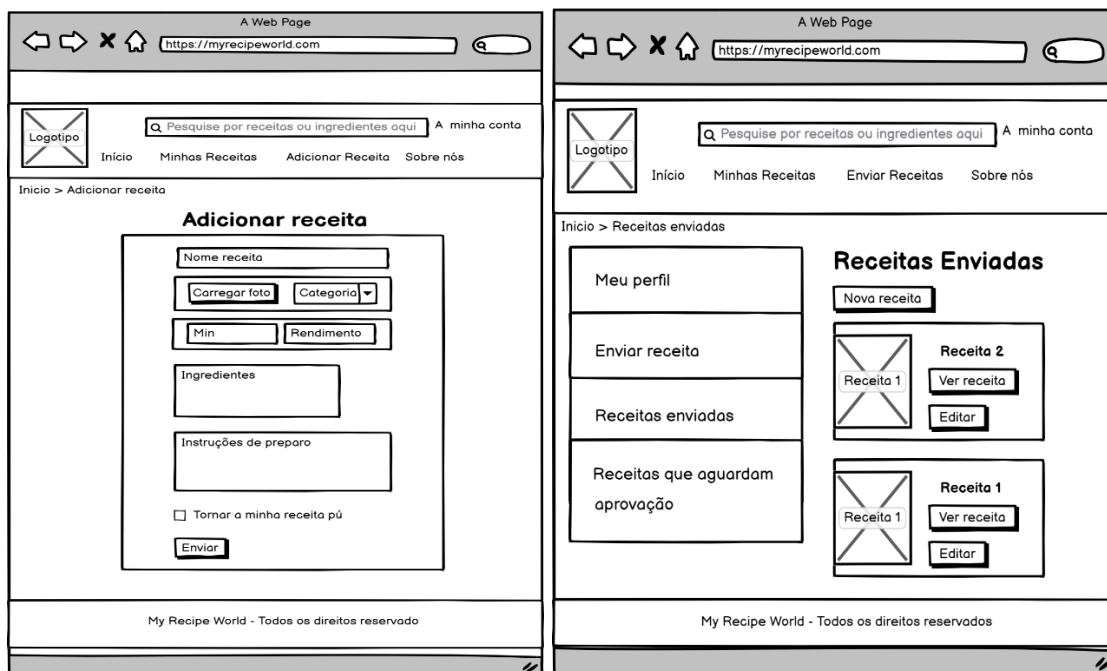 A Web Page
https://myrecipeworld.com
Logotipo
Pesquise por receitas ou ingredientes aqui
A minha conta
Início
Minhas Receitas
Adicionar Receita
Sobre nós
Inicio > Adicionar receita
Adicionar receita
Nome receita
Carregar foto
Categoria
Min
Rendimento
Ingredientes
Instruções de preparo
Tornar a minha receita pú
Enviar
My Recipe World - Todos os direitos reservado
A Web Page
https://myrecipeworld.com
Logotipo
Pesquise por receitas ou ingredientes aqui
A minha conta
Início
Minhas Receitas
Enviar Receitas
Sobre nós
Inicio > Receitas enviadas
Meu perfil
Enviar receita
Receitas enviadas
Receitas que aguardam
aprovação
Receitas Enviadas
Nova receita
Receita 1
Receita 2
Ver receita
Editar
Receita 1
Receita 1
Ver receita
Editar
My Recipe World - Todos os direitos reservados